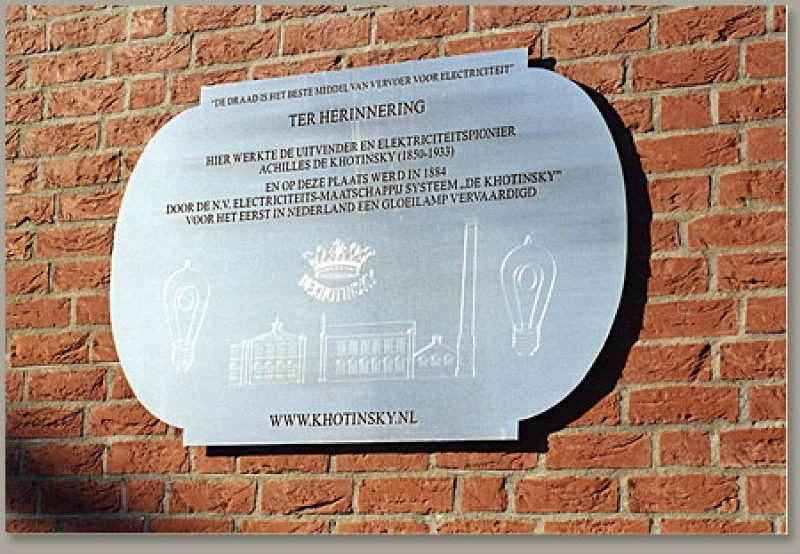 "DE DRAAD IS HET BESTE MIDDEL VAN VERVOER VOOR ELECTRICITEIT"
TER HERINNERING
HIER WERKTE DE UITVINDER EN ELEKTRICITEITSPIONIER
ACHILLES DE KHOTINSKY (1850-1933)
EN OP DEZE PLAATS WERD IN 1884
DOOR DE N.V. ELECTRICITEITS-MAATSCHAPPIJ SYSTEEM „DE KHOTINSKY"
VOOR HET EERST IN NEDERLAND EEN GLOEILAMP VERVAARDIGD
DE KHOTINSKY
WWW.KHOTINSKY.NL